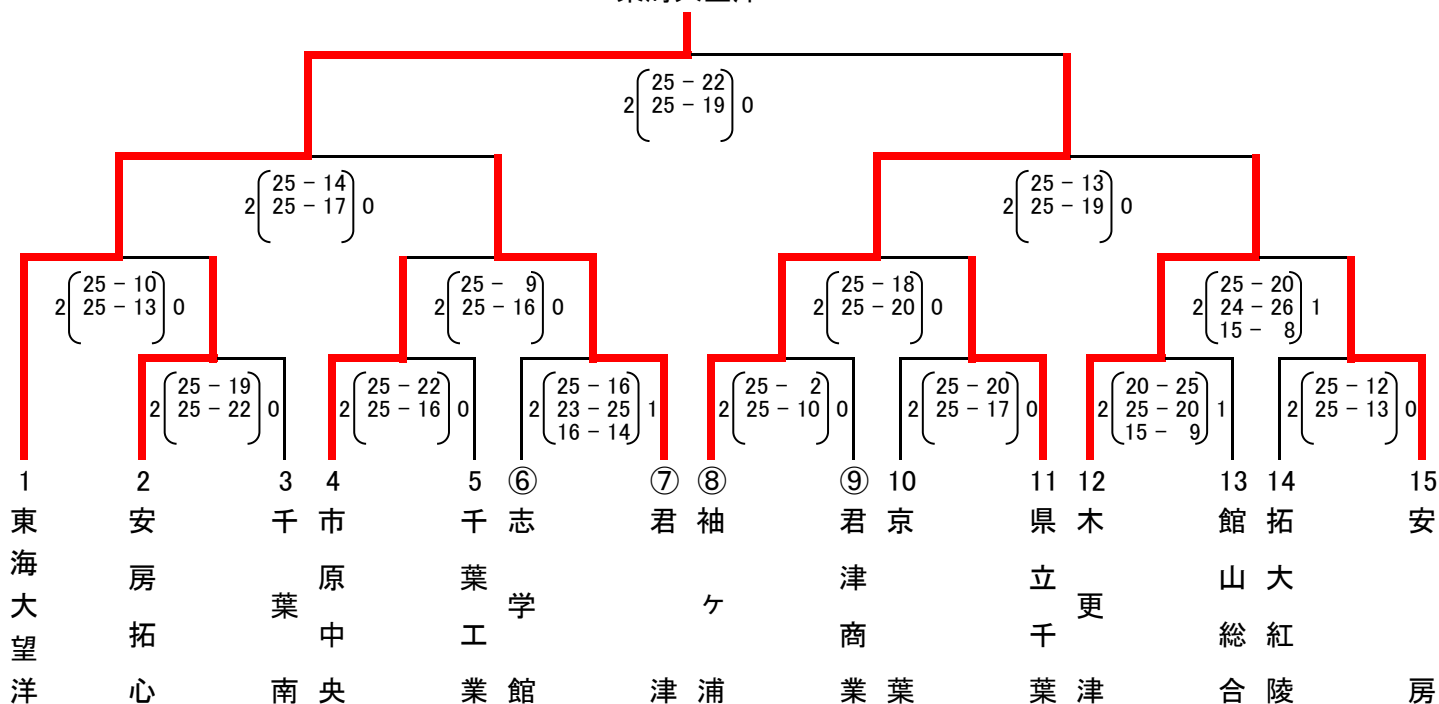 25 − 22
2 25 − 19 0
25 − 14
2 25 − 17 0
25 − 13
2 25 − 19 0
25 − 10
2 25 − 13 0
25 − 9
2 25 − 16 0
25 − 18
2 25 − 20 0
25 − 20
2 24 − 26 1
15 − 8
25 − 19
2 25 − 22 0
25 − 22
2 25 − 16 0
25 − 16
2 23 − 25 1
16 − 14
25 − 2
2 25 − 10 0
25 − 20
2 25 − 17 0
20 − 25
2 25 − 20 1
15 − 9
25 − 12
2 25 − 13 0
1
東海大望洋
2
安房拓心
3
千葉南
4
市原中央
5
千葉工業
⑥
志学館
⑦
君津
⑧
袖ヶ浦
⑨
君津商業
10
京葉
11
県立千葉
12
木更津
13
館山総合
14
拓大紅陵
15
安房